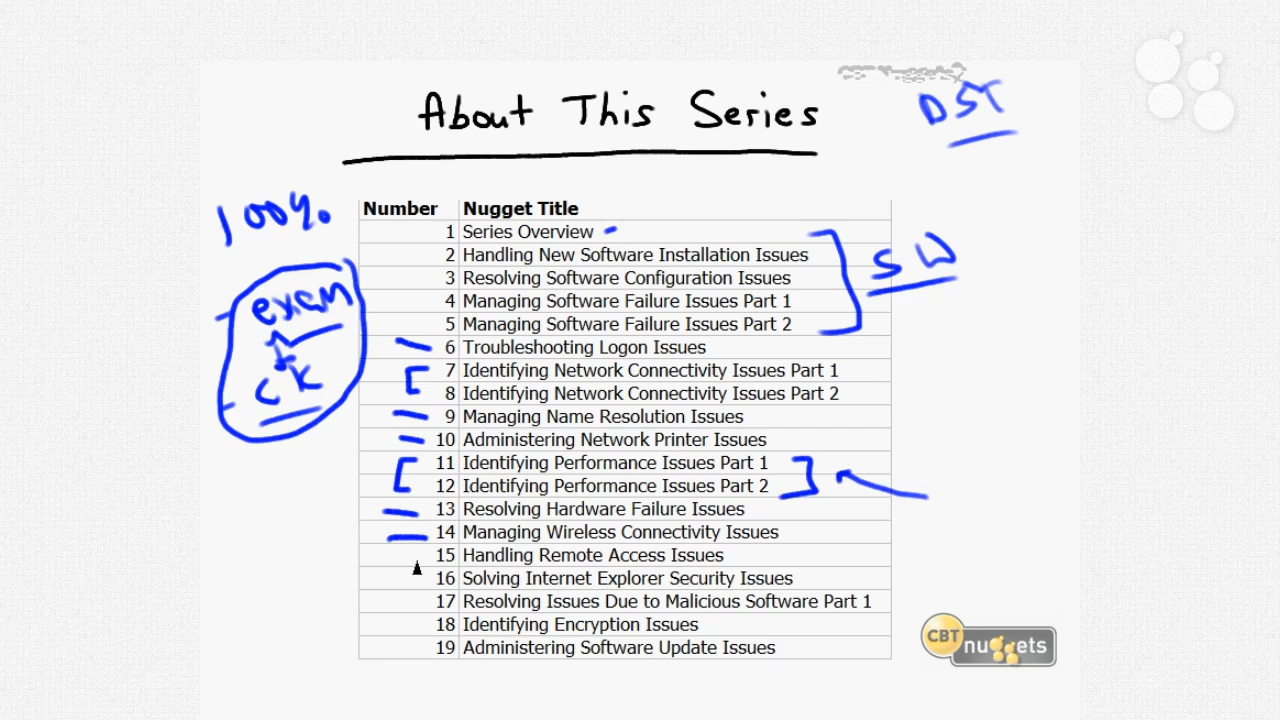 About This Series
DST
100%
exam
ck
SW
Number Nugget Title
1 Series Overview
2 Handling New Software Installation Issues
3 Resolving Software Configuration Issues
4 Managing Software Failure Issues Part 1
5 Managing Software Failure Issues Part 2
6 Troubleshooting Logon Issues
7 Identifying Network Connectivity Issues Part 1
8 Identifying Network Connectivity Issues Part 2
9 Managing Name Resolution Issues
10 Administering Network Printer Issues
11 Identifying Performance Issues Part 1
12 Identifying Performance Issues Part 2
13 Resolving Hardware Failure Issues
14 Managing Wireless Connectivity Issues
15 Handling Remote Access Issues
16 Solving Internet Explorer Security Issues
17 Resolving Issues Due to Malicious Software Part 1
18 Identifying Encryption Issues
19 Administering Software Update Issues
CBT nuggets